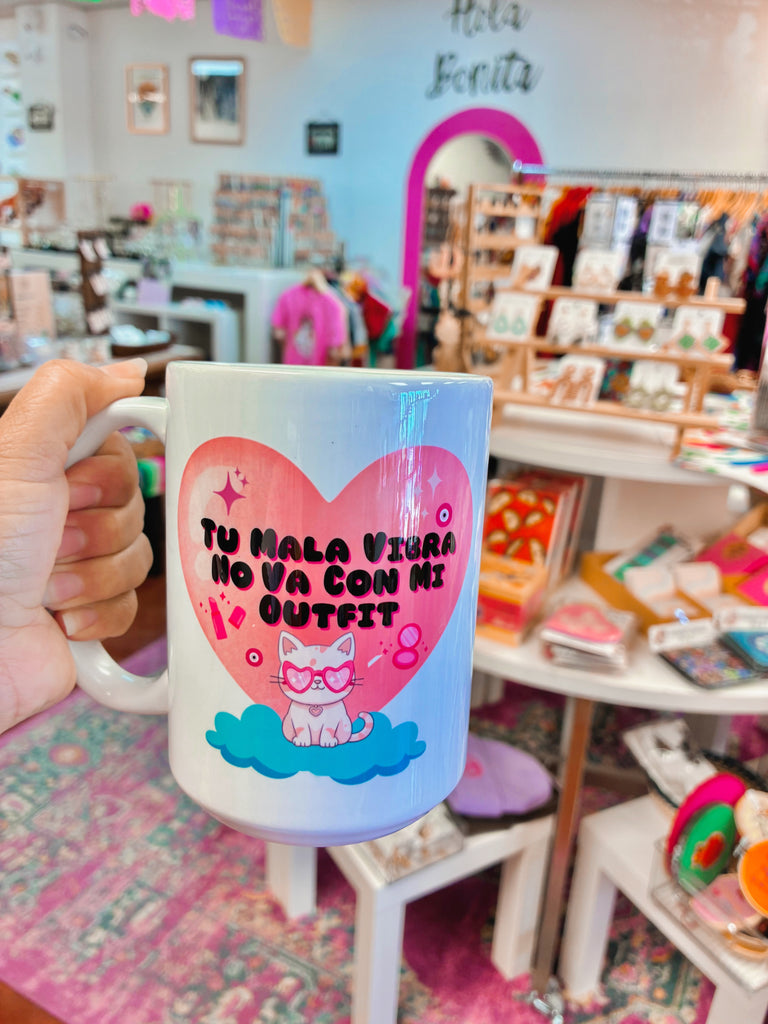 Hola
Bonita
TU MALA VIBRA
NO VA CON MI
OUTFIT